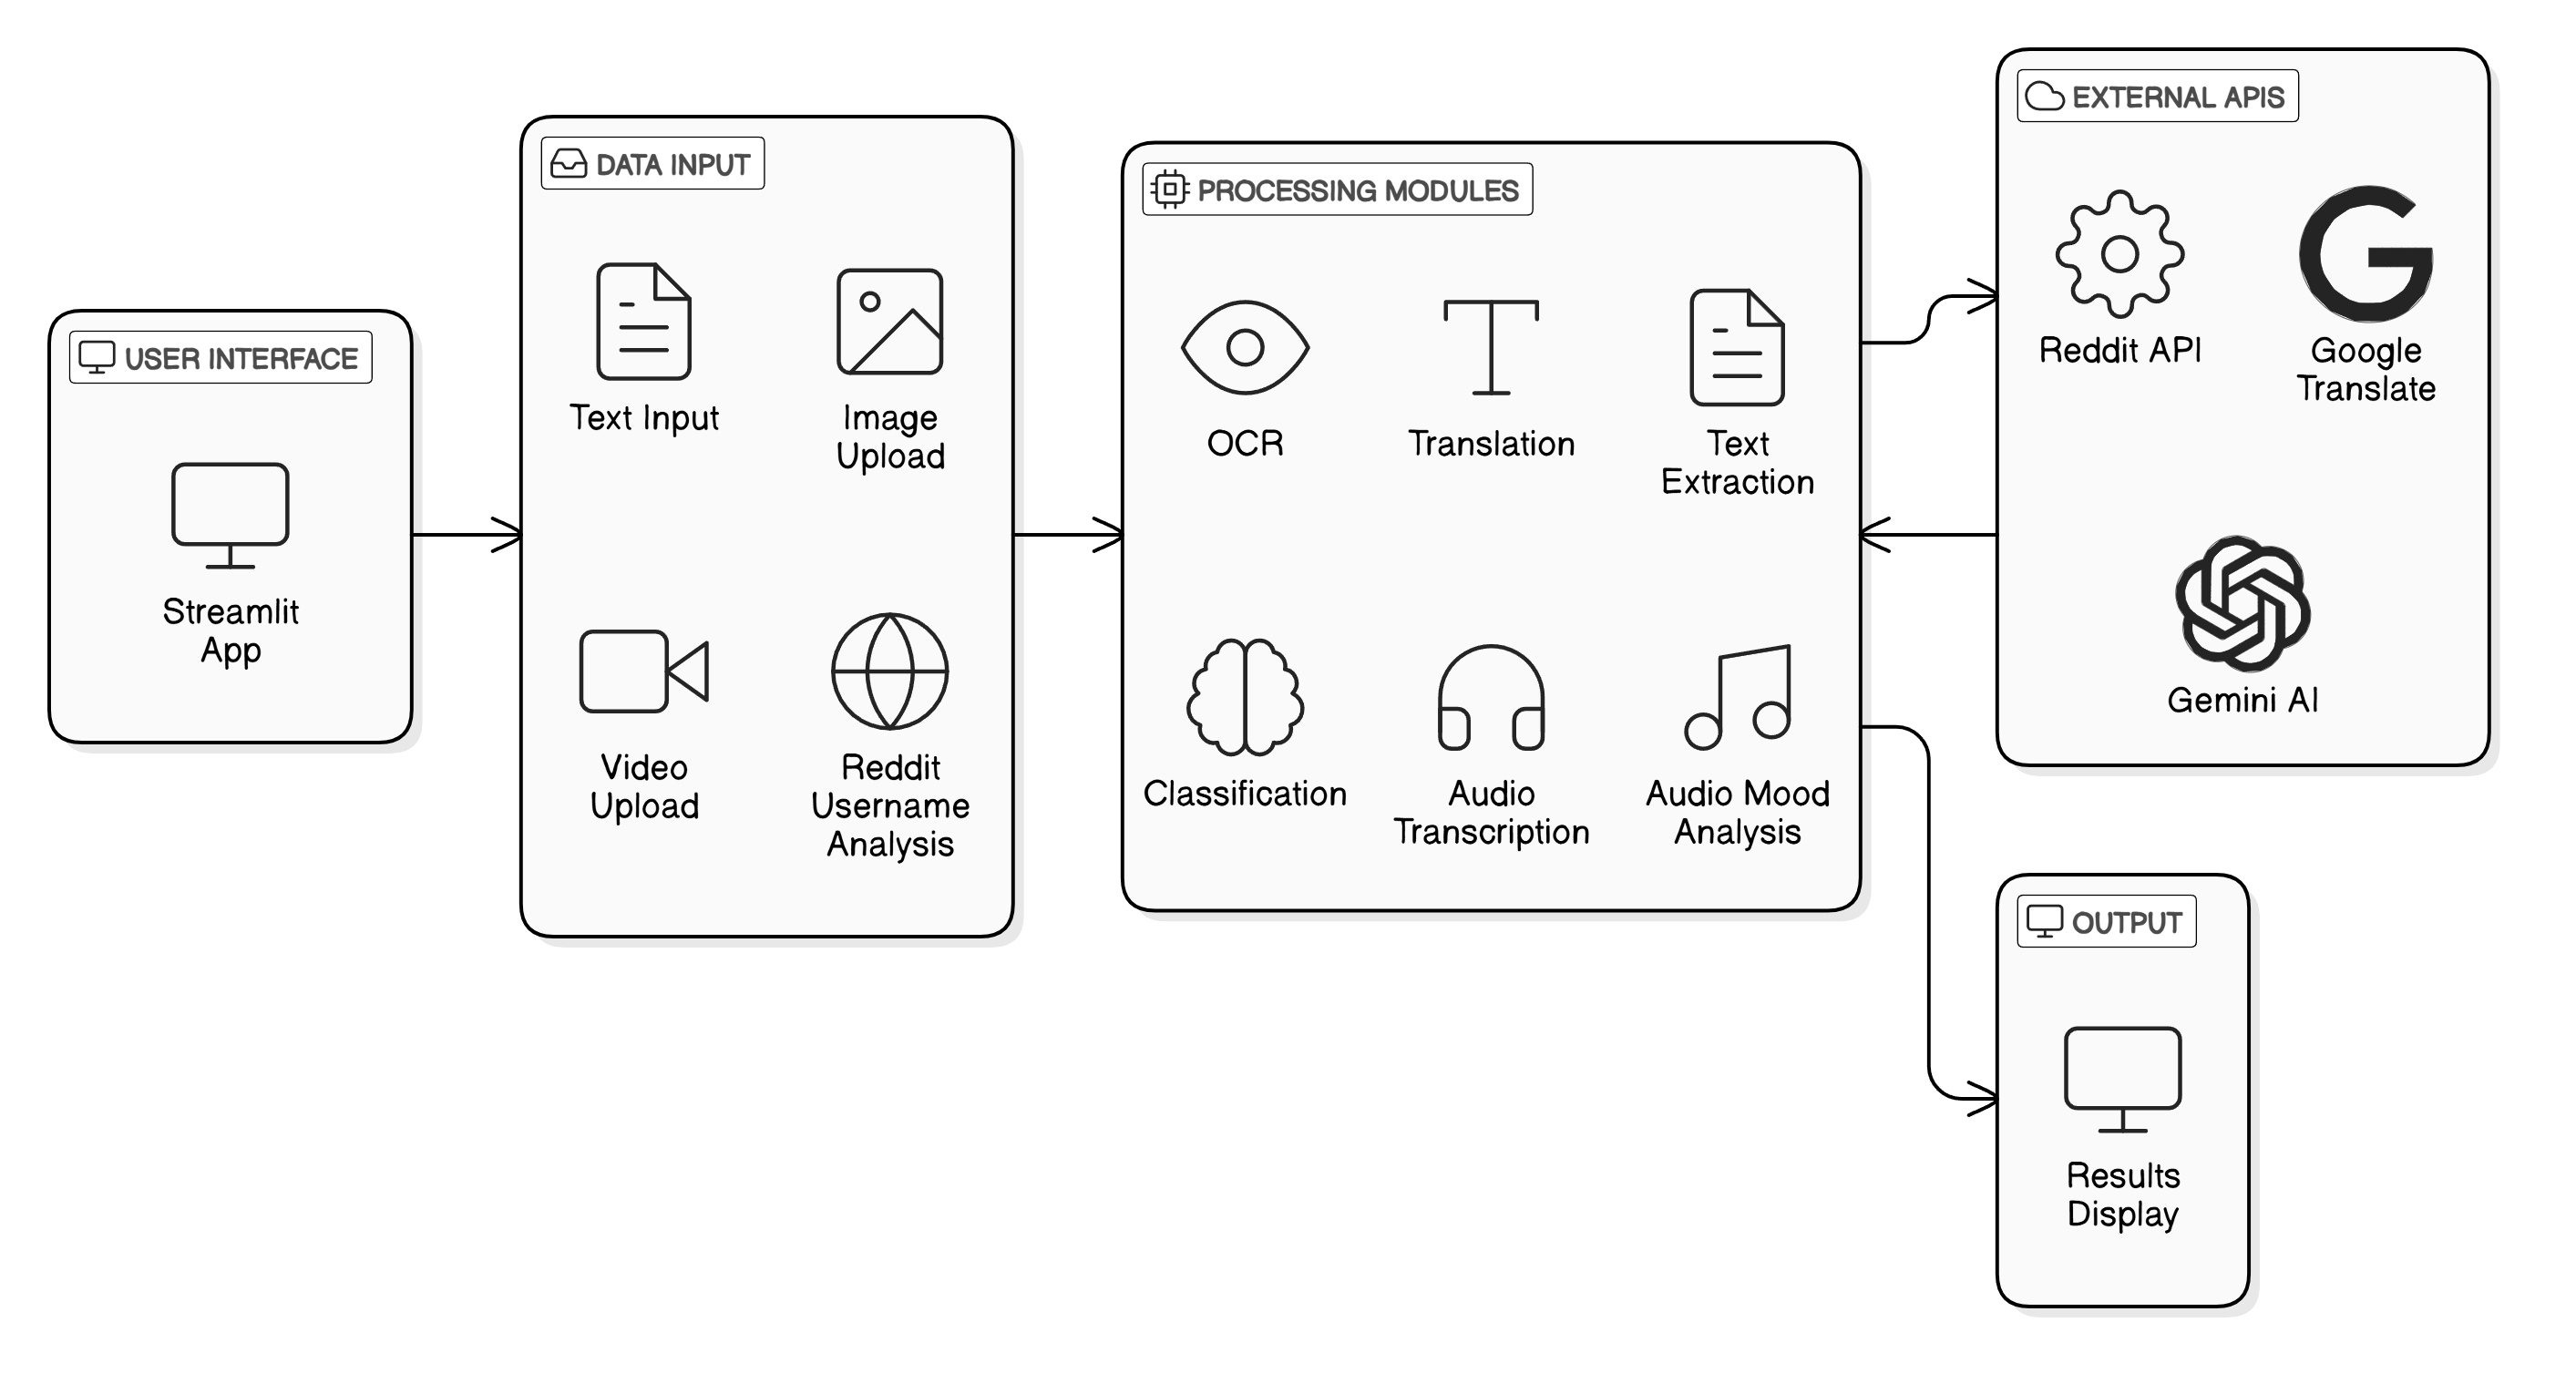 USER INTERFACE
Streamlit
App
DATA INPUT
Text Input
Image
Upload
Video
Upload
Reddit
Username
Analysis
PROCESSING MODULES
OCR
Translation
Text
Extraction
Classification
Audio
Transcription
Audio Mood
Analysis
EXTERNAL APIS
Reddit API
Google
Translate
Gemini AI
OUTPUT
Results
Display